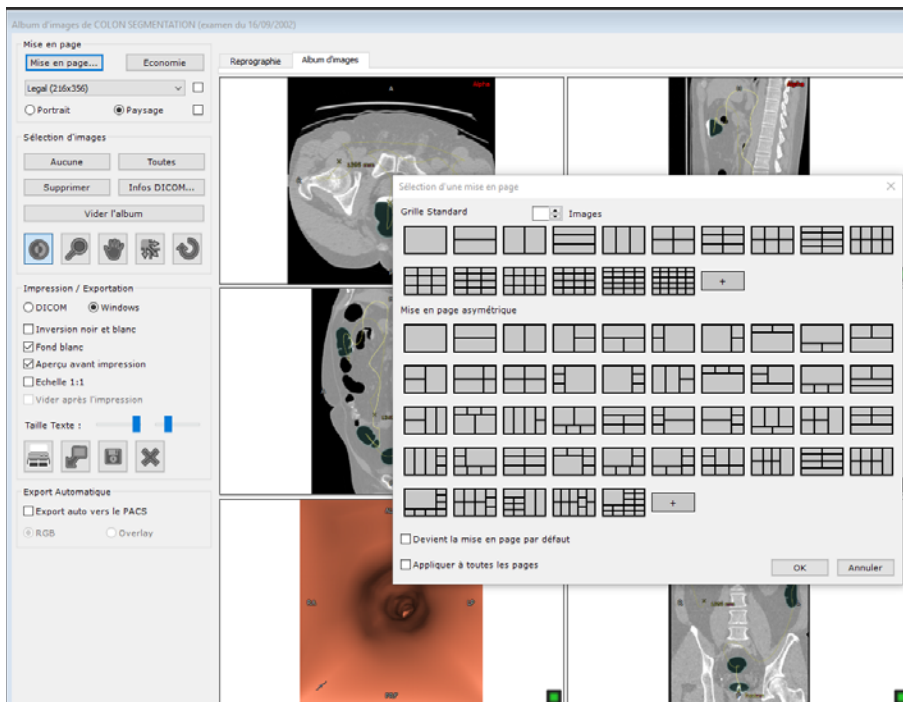 Album d'images de COLON SEGMENTATION (examen du 16/09/2002)
Mise en page
Mise en page...
Economie
Legal (216x356)
Portrait
Paysage
Sélection d'images
Aucune
Toutes
Supprimer
Infos DICOM...
Vider l'album
Impression / Exportation
DICOM
Windows
Inversion noir et blanc
Fond blanc
Aperçu avant impression
Echelle 1:1
Vider après l'impression
Taille Texte :
Export Automatique
Export auto vers le PACS
RGB
Overlay
Reprographie
Album d'images
Alpha
Alpha
Sélection d'une mise en page
Grille Standard
Images
+
Mise en page asymétrique
+
Devient la mise en page par défaut
Appliquer à toutes les pages
OK
Annuler